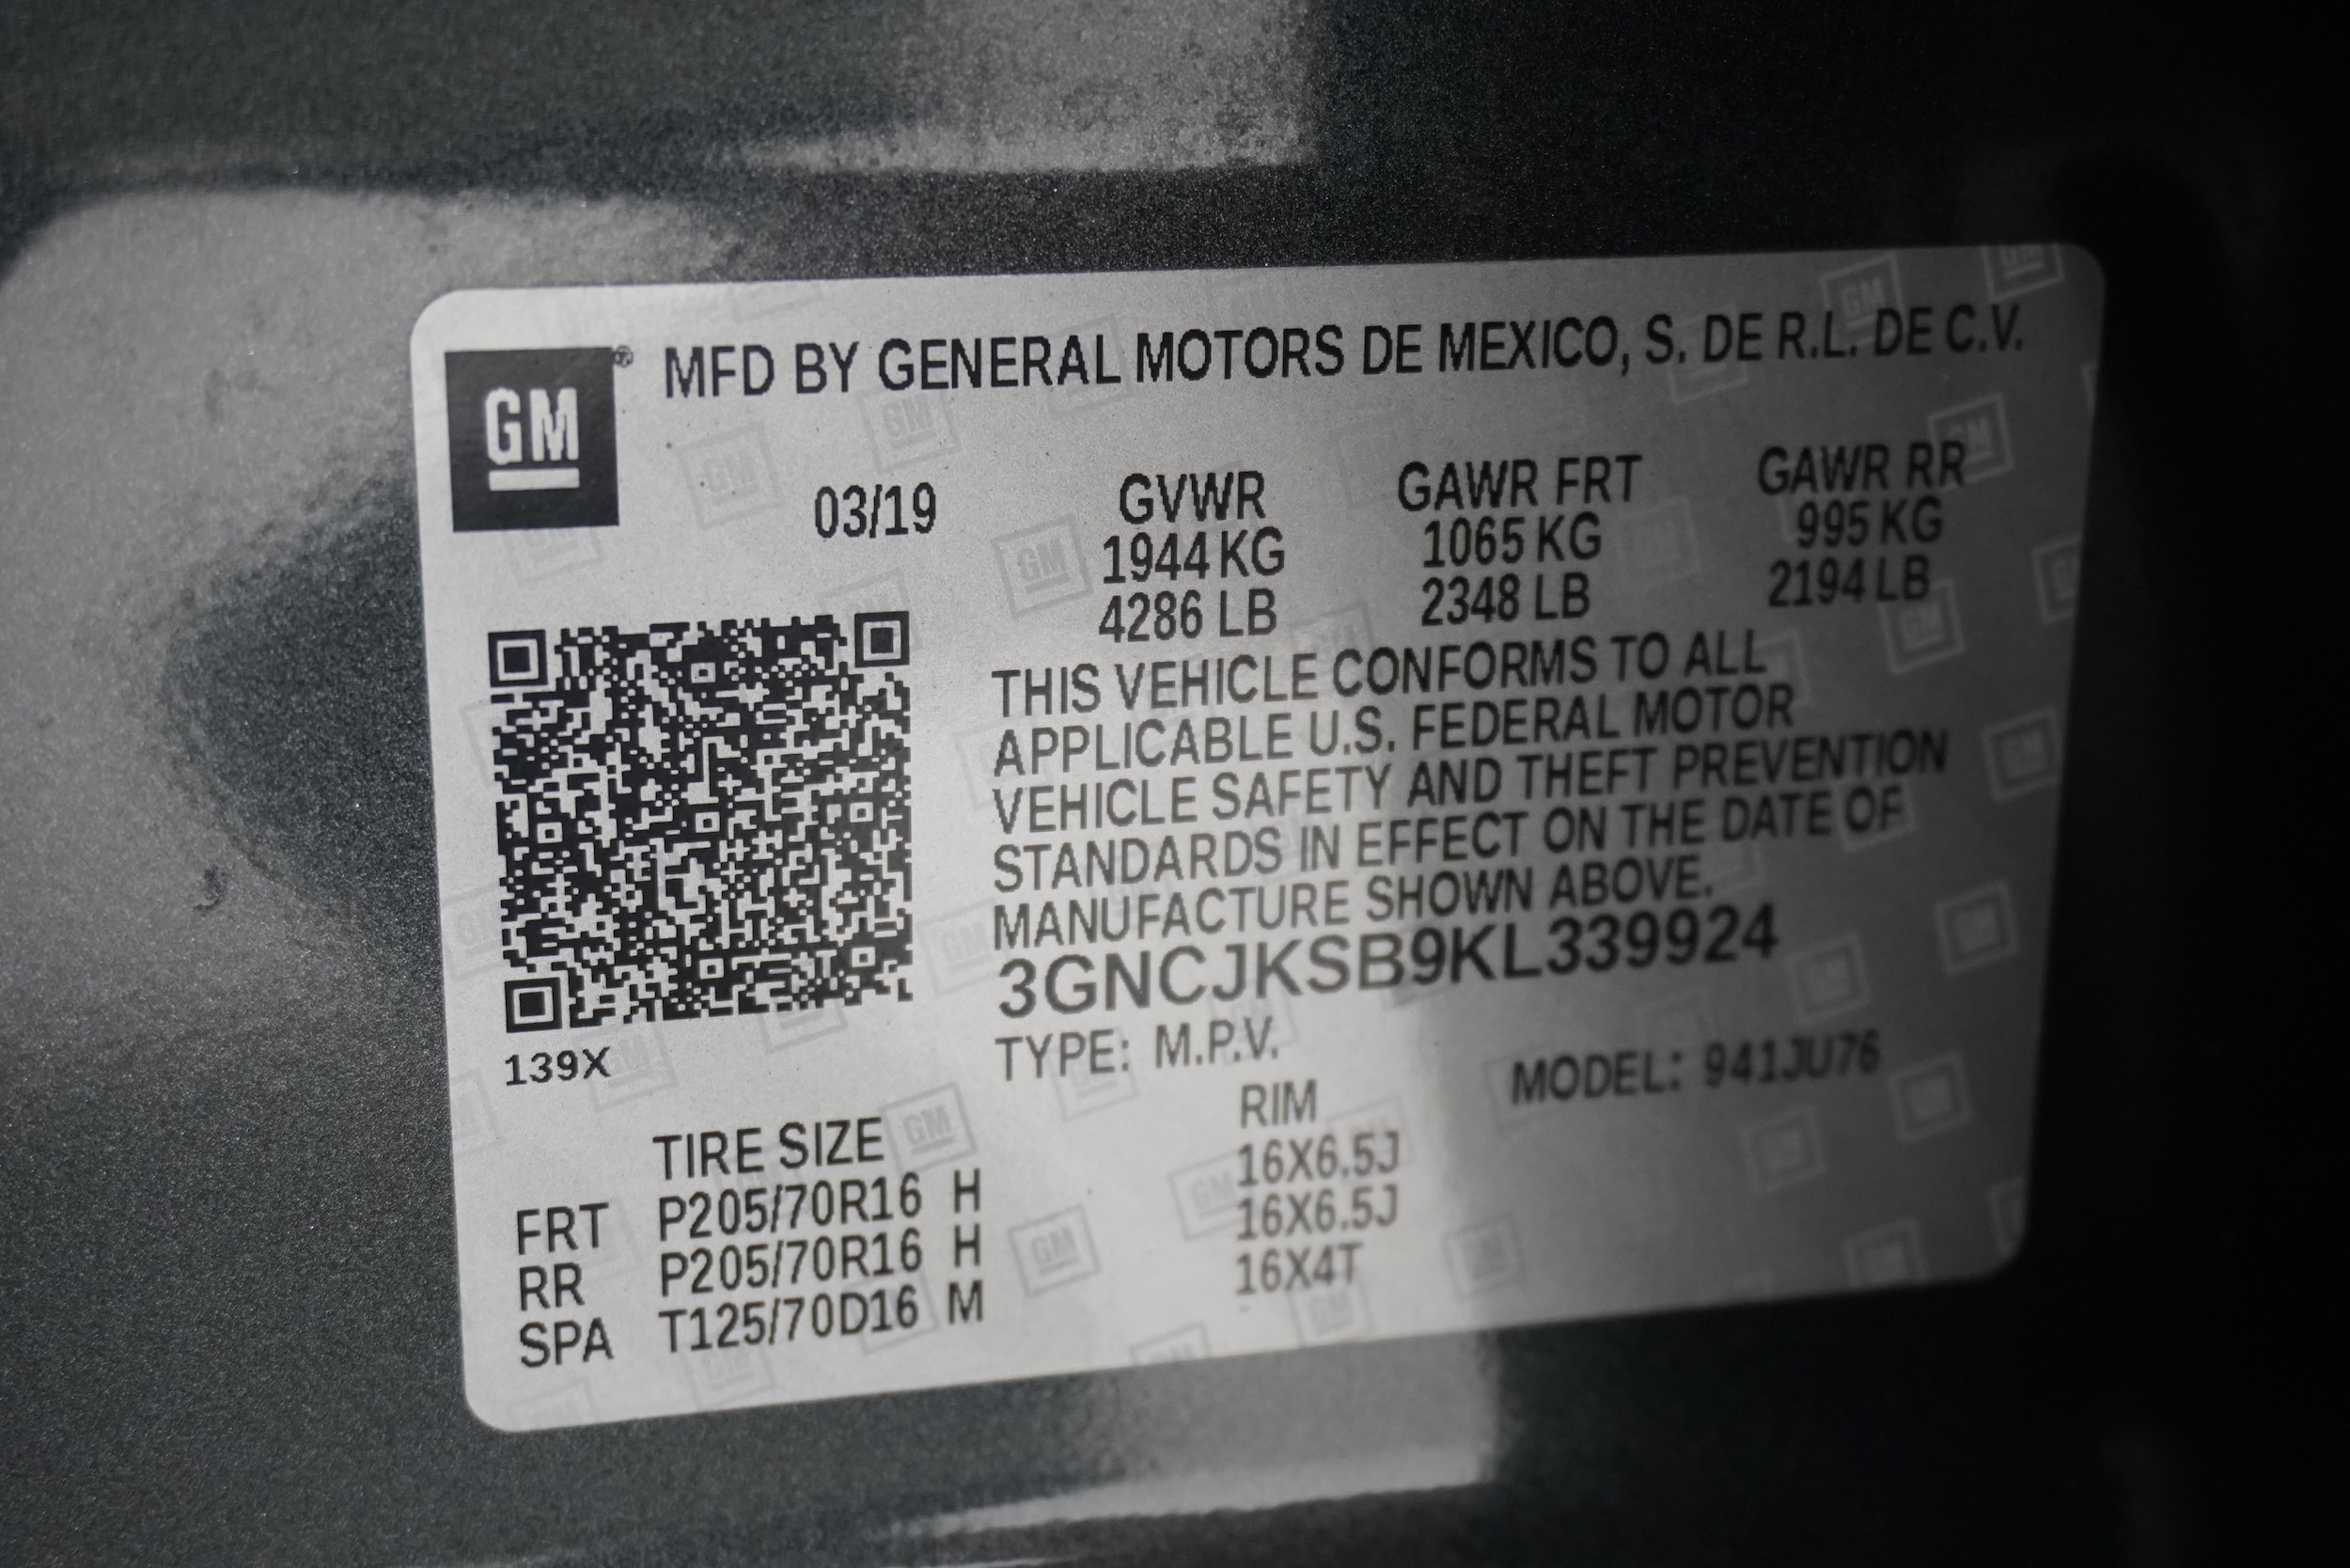 GM® MFD BY GENERAL MOTORS DE MEXICO, S. DE R.L. DE C.V.
03/19 GVWR GAWR FRT GAWR RR
1944 KG 1065 KG 995 KG
4286 LB 2348 LB 2194 LB
THIS VEHICLE CONFORMS TO ALL
APPLICABLE U.S. FEDERAL MOTOR
VEHICLE SAFETY AND THEFT PREVENTION
STANDARDS IN EFFECT ON THE DATE OF
MANUFACTURE SHOWN ABOVE.
3GNCJKSB9KL339924
139X
TYPE: M.P.V. MODEL: 941JU76
TIRE SIZE RIM
FRT P205/70R16 H 16X6.5J
RR P205/70R16 H 16X6.5J
SPA T125/70D16 M 16X4T